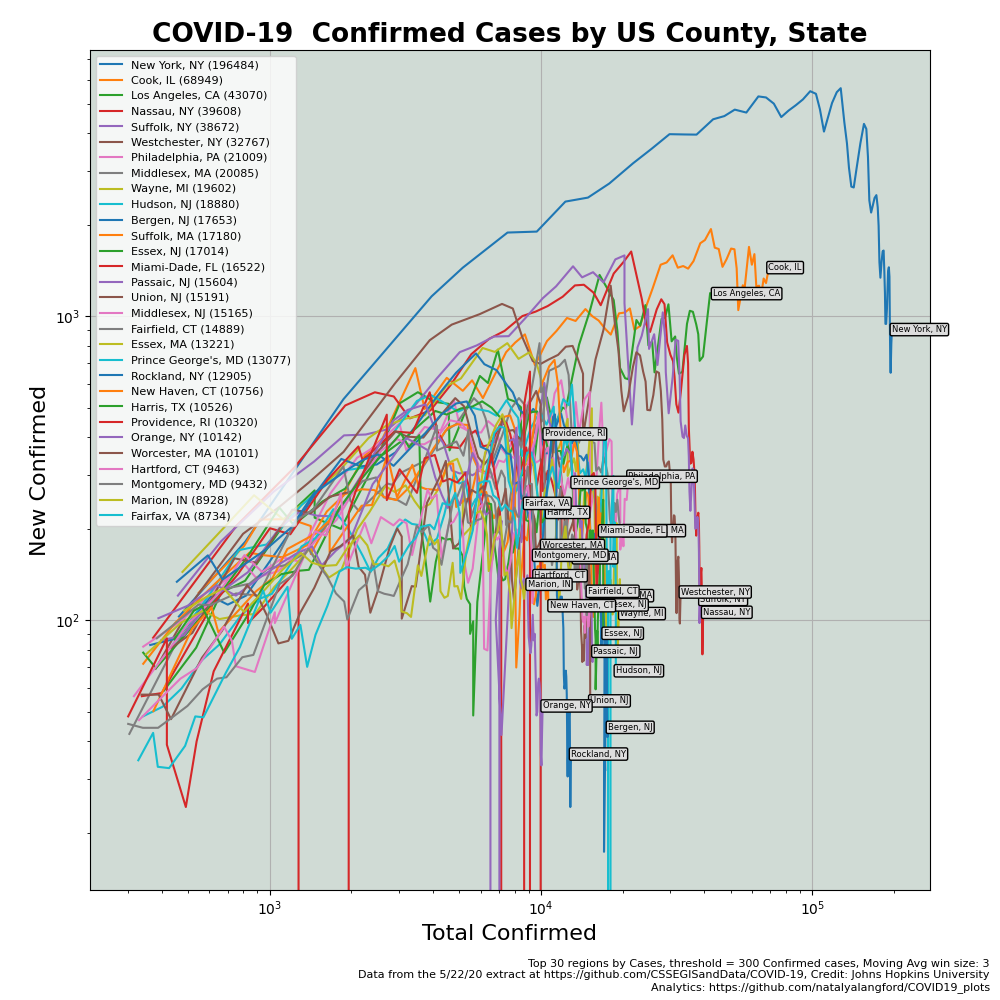 COVID-19  Confirmed Cases by US County, State
New York, NY (196484)
Cook, IL (68949)
Los Angeles, CA (43070)
Nassau, NY (39608)
Suffolk, NY (38672)
Westchester, NY (32767)
Philadelphia, PA (21009)
Middlesex, MA (20085)
Wayne, MI (19602)
Hudson, NJ (18880)
Bergen, NJ (17653)
Suffolk, MA (17180)
Essex, NJ (17014)
Miami-Dade, FL (16522)
Passaic, NJ (15604)
Union, NJ (15191)
Middlesex, NJ (15165)
Fairfield, CT (14889)
Essex, MA (13221)
Prince George's, MD (13077)
Rockland, NY (12905)
New Haven, CT (10756)
Harris, TX (10526)
Providence, RI (10320)
Orange, NY (10142)
Worcester, MA (10101)
Hartford, CT (9463)
Montgomery, MD (9432)
Marion, IN (8928)
Fairfax, VA (8734)
Cook, IL
Los Angeles, CA
New York, NY
Providence, RI
Philadelphia, PA
Prince George's, MD
Fairfax, VA
Harris, TX
Miami-Dade, FL
MA
Worcester, MA
Montgomery, MD
Hartford, CT
Marion, IN
Fairfield, CT
MA
Westchester, NY
Suffolk, NY
New Haven, CT
esex, NJ
Wayne, MI
Nassau, NY
Essex, NJ
Passaic, NJ
Hudson, NJ
Union, NJ
Orange, NY
Bergen, NJ
Rockland, NY
10³
10²
New Confirmed
10³
10⁴
10⁵
Total Confirmed
Top 30 regions by Cases, threshold = 300 Confirmed cases, Moving Avg win size: 3
Data from the 5/22/20 extract at https://github.com/CSSEGISandData/COVID-19, Credit: Johns Hopkins University
Analytics: https://github.com/natalyalangford/COVID19_plots